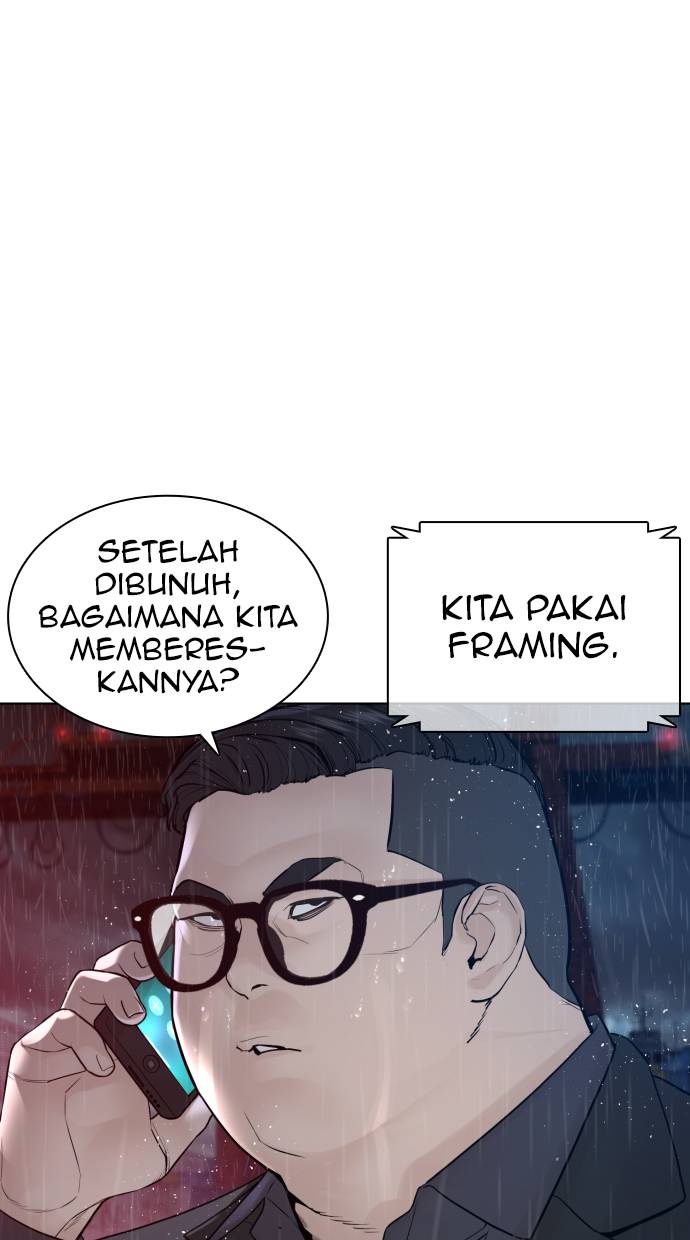 SETELAH
DIBUNUH,
BAGAIMANA KITA
MEMBERES-
KANNYA?
KITA PAKAI
FRAMING.